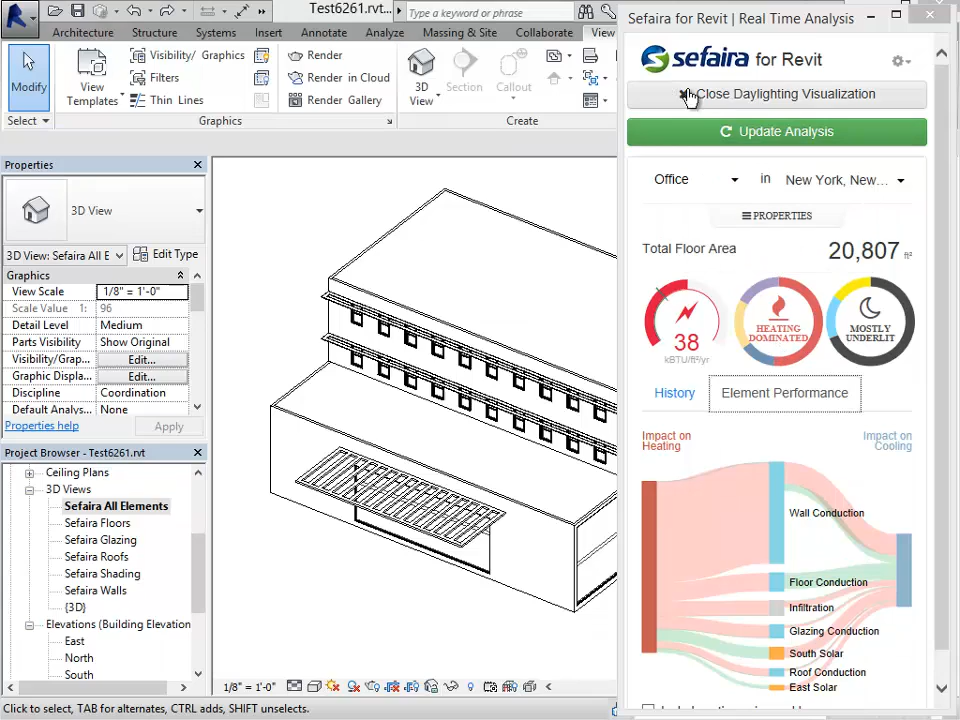 Test6261.rvt...
Type a keyword or phrase
Architecture Structure Systems Insert Annotate Analyze Massing & Site Collaborate View
Modify
View
Templates
Visibility/ Graphics
Filters
Thin Lines
Render
Render in Cloud
Render Gallery
3D
View
Section
Callout
Select
Graphics
Create
Properties
3D View
3D View: Sefaira All E
Edit Type
Graphics
View Scale 1/8" = 1'-0"
Scale Value 1: 96
Detail Level Medium
Parts Visibility Show Original
Visibility/Grap... Edit...
Graphic Displa... Edit...
Discipline Coordination
Default Analys... None
Properties help
Apply
Project Browser - Test6261.rvt
Ceiling Plans
3D Views
Sefaira All Elements
Sefaira Floors
Sefaira Glazing
Sefaira Roofs
Sefaira Shading
Sefaira Walls
{3D}
Elevations (Building Elevation
East
North
South
1/8" = 1'-0"
Click to select, TAB for alternates, CTRL adds, SHIFT unselects.
Sefaira for Revit | Real Time Analysis
sefaira for Revit
Close Daylighting Visualization
Update Analysis
Office in New York, New...
PROPERTIES
Total Floor Area 20,807 ft²
38
kBTU/ft²/yr
HEATING
DOMINATED
MOSTLY
UNDERLIT
History
Element Performance
Impact on
Heating
Impact on
Cooling
Wall Conduction
Floor Conduction
Infiltration
Glazing Conduction
South Solar
Roof Conduction
East Solar